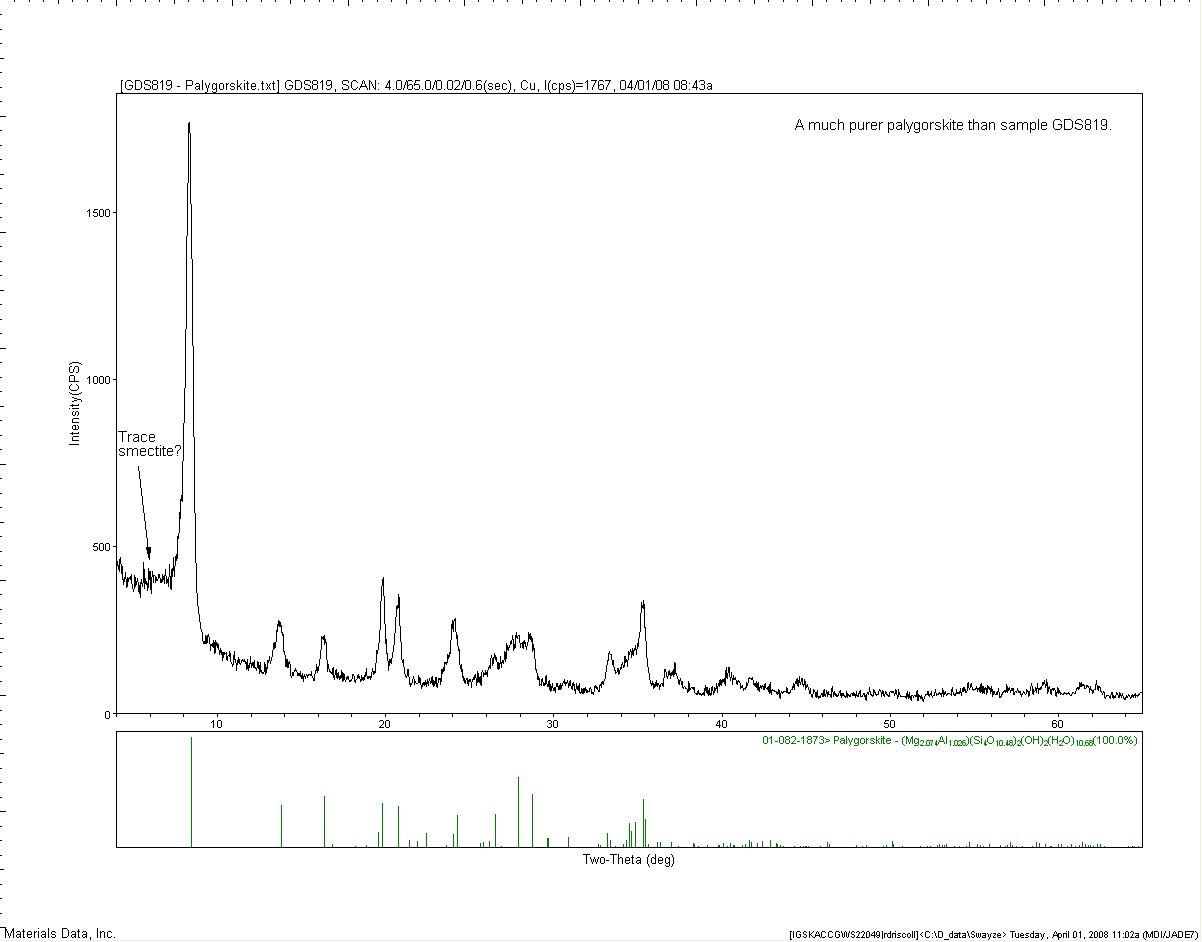 [GDS819 - Palygorskite.txt] GDS819, SCAN: 4.0/65.0/0.02/0.6(sec), Cu, I(cps)=1767, 04/01/08 08:43a
A much purer palygorskite than sample GDS819.
1500
1000
500
0
Intensity(CPS)
Trace
smectite?
10 20 30 40 50 60
01-082-1873> Palygorskite - (Mg2.074Al1.026)(Si4O10.48)2(OH)2(H2O)10.68(100.0%)
Two-Theta (deg)
Materials Data, Inc.
[IGSKACCGWS22049|rdriscoll]<C:\D_data\Swayze> Tuesday, April 01, 2008 11:02a (MDI/JADE7)